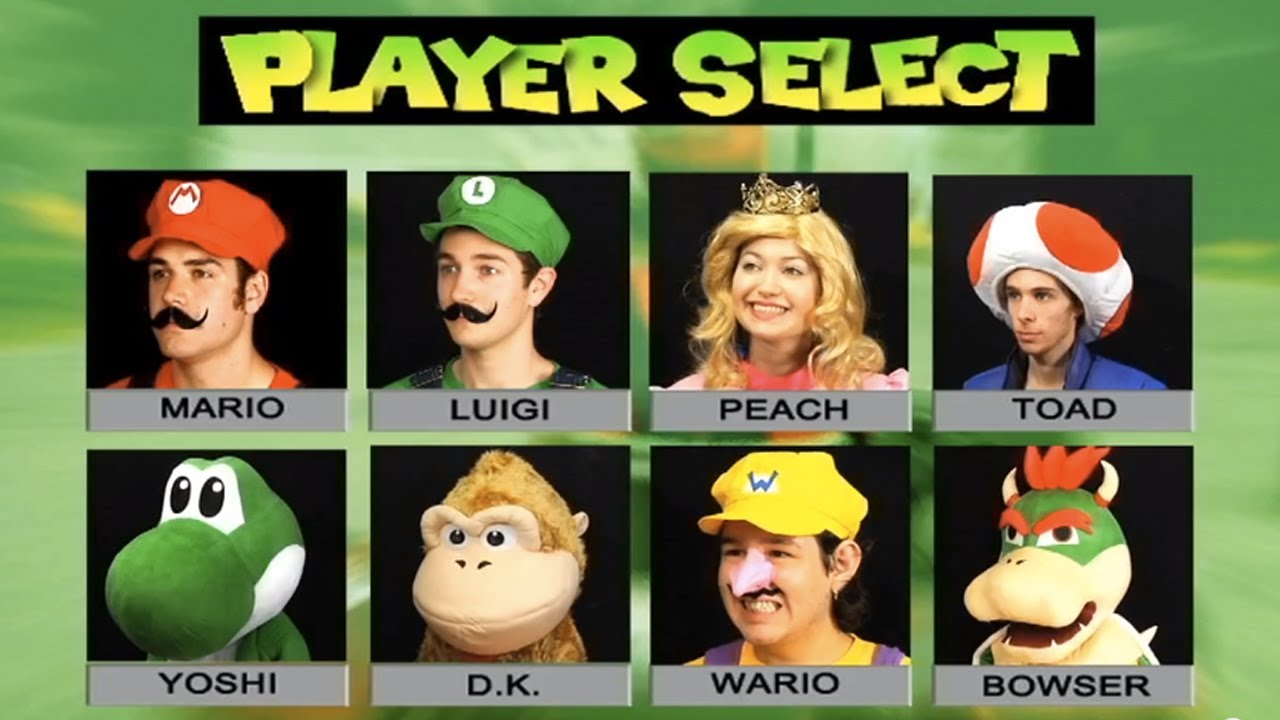 PLAYER SELECT
M
L
MARIO
LUIGI
PEACH
TOAD
W
YOSHI
D.K.
WARIO
BOWSER